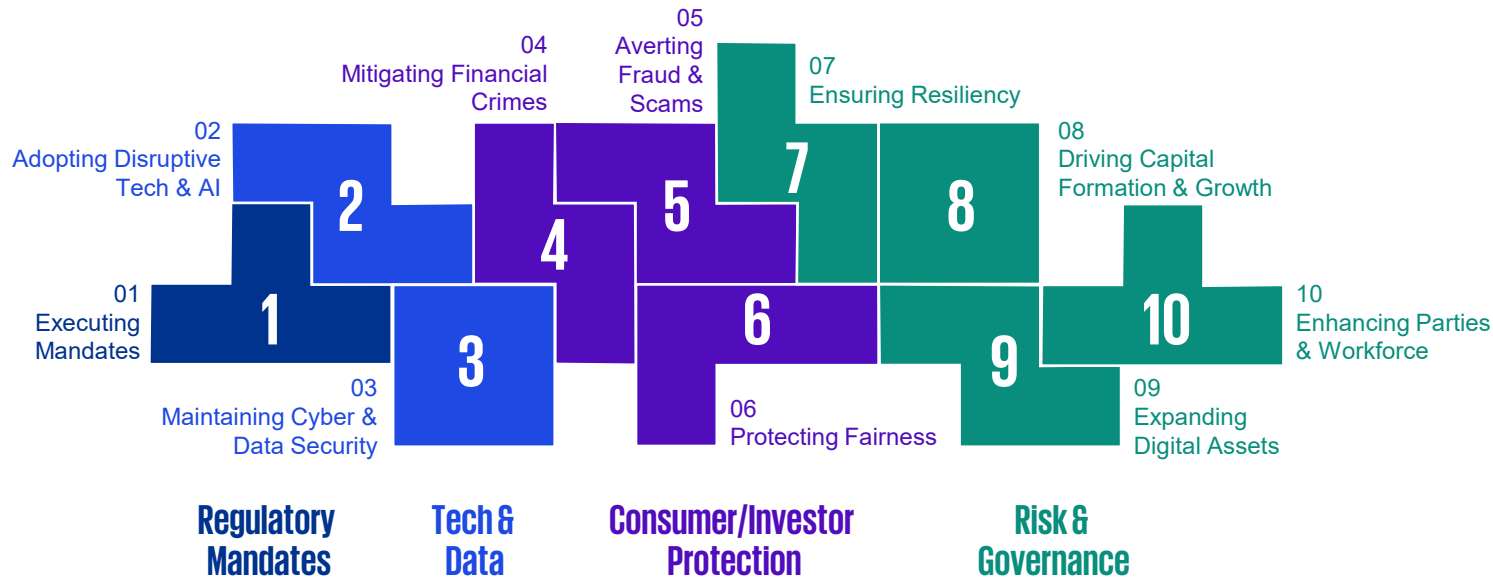 05
Averting
Fraud &
Scams
04
Mitigating Financial
Crimes
07
Ensuring Resiliency
02
Adopting Disruptive
Tech & AI
08
Driving Capital
Formation & Growth
2
4
5
7
8
01
Executing
Mandates
1
3
6
9
10
10
Enhancing Parties
& Workforce
03
Maintaining Cyber &
Data Security
06
Protecting Fairness
09
Expanding
Digital Assets
Regulatory
Mandates
Tech &
Data
Consumer/Investor
Protection
Risk &
Governance